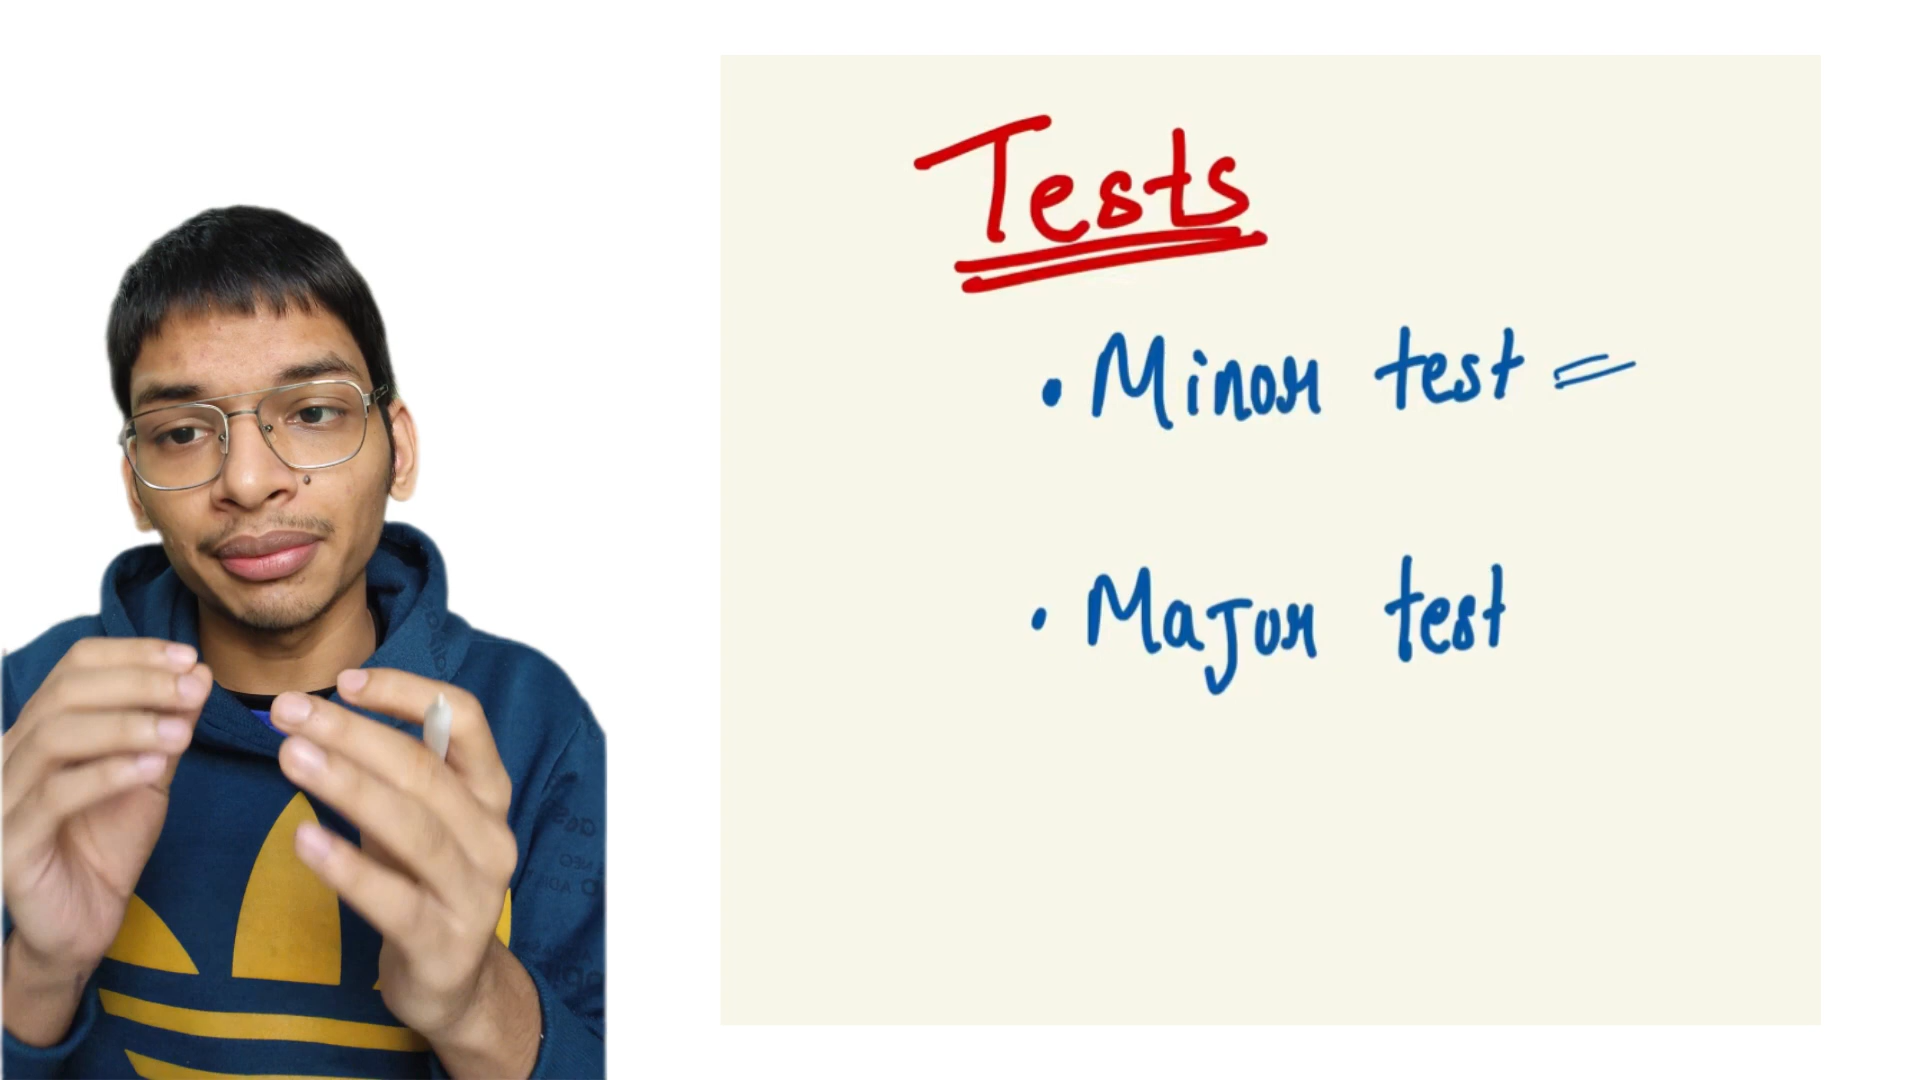 Tests
• Minor test =
• Major test